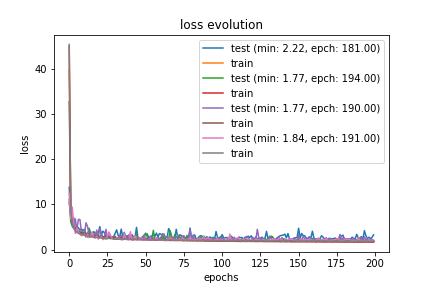 loss evolution
test (min: 2.22, epch: 181.00)
train
test (min: 1.77, epch: 194.00)
train
test (min: 1.77, epch: 190.00)
train
test (min: 1.84, epch: 191.00)
train
40
30
20
10
0
loss
0 25 50 75 100 125 150 175 200
epochs